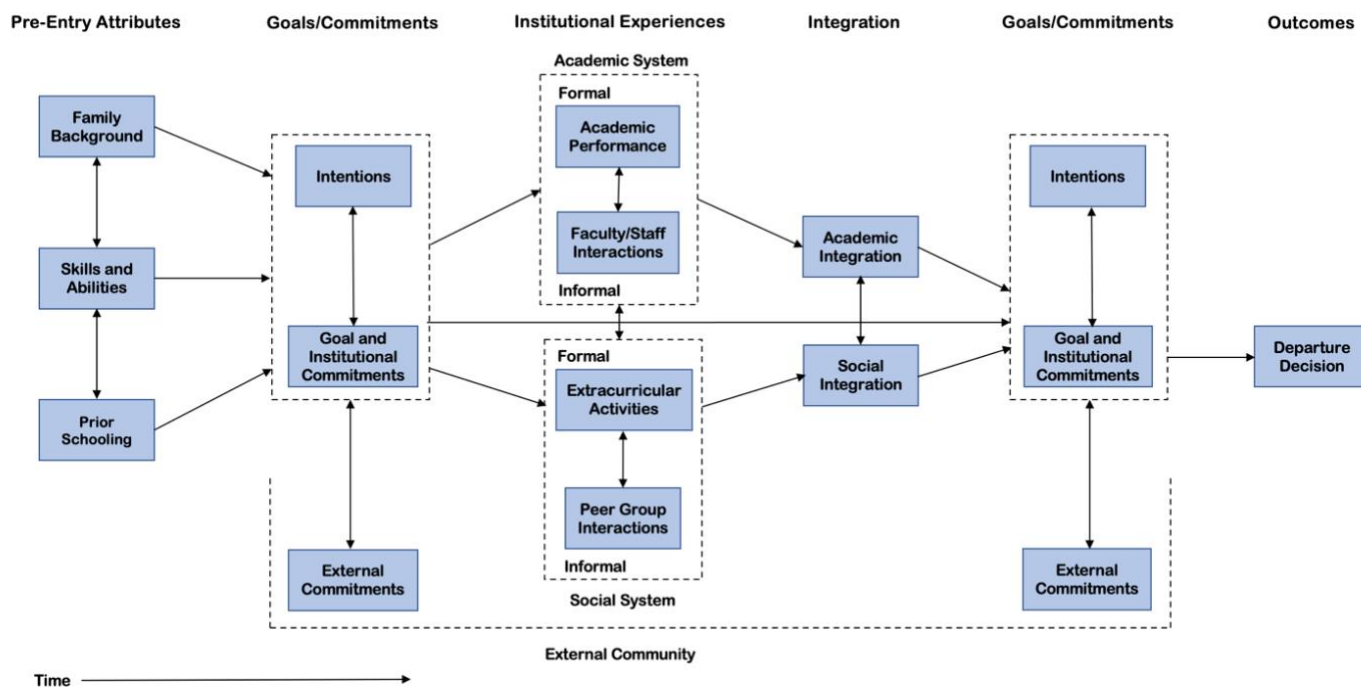 Pre-Entry Attributes
Goals/Commitments
Institutional Experiences
Integration
Goals/Commitments
Outcomes
Family
Background
Skills and
Abilities
Prior
Schooling
Intentions
Goal and
Institutional
Commitments
External
Commitments
Academic System
Formal
Academic
Performance
Faculty/Staff
Interactions
Informal
Formal
Extracurricular
Activities
Peer Group
Interactions
Informal
Social System
Academic
Integration
Social
Integration
Intentions
Goal and
Institutional
Commitments
External
Commitments
Departure
Decision
External Community
Time